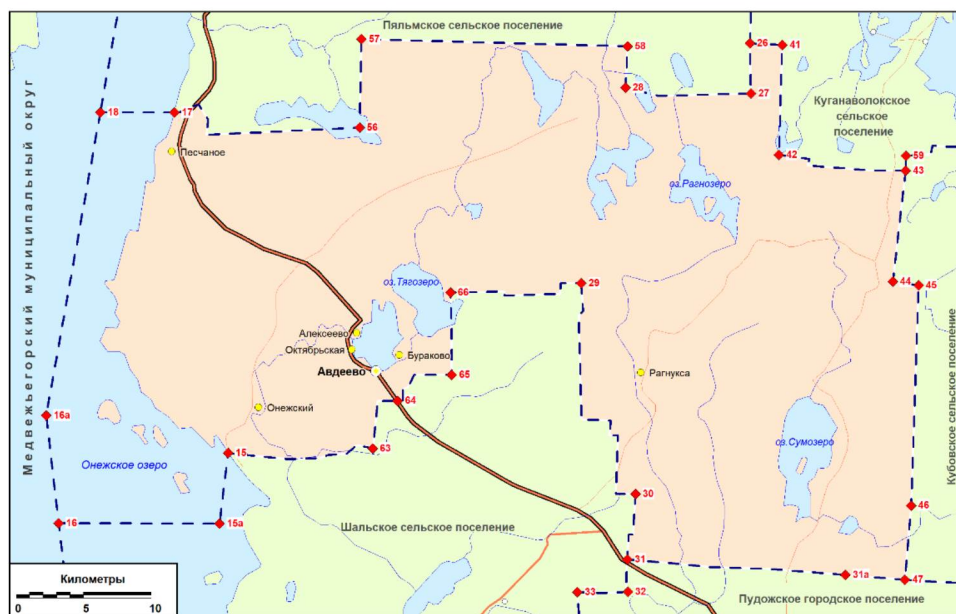 Пяльмское сельское поселение
57
58
26
41
28
27
Куганаволокское
сельское
поселение
18
17
56
Песчаное
42
59
43
оз.Рагнозеро
Медвежьегорский муниципальный округ
оз.Тягозеро
66
29
44
45
Алексеево
Октябрьская
Бураково
Авдеево
65
Рагнукса
64
Онежский
16а
63
15
оз.Сумозеро
Онежское озеро
Кубовское сельское поселение
30
46
16
15а
Шальское сельское поселение
31
31а
47
Километры
0 5 10
33
32
Пудожское городское поселение